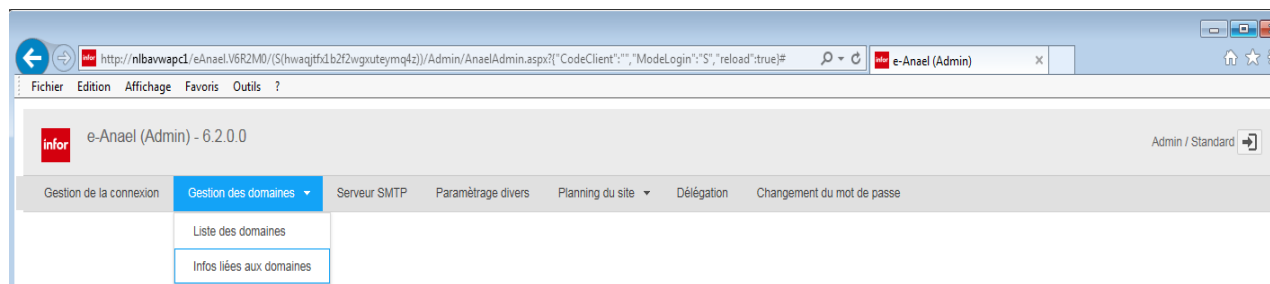 http://nlbavwapc1/eAnael.V6R2M0/(S(hwaqjtfx1b2f2wgxuteymq4z))/Admin/AnaelAdmin.aspx?{"CodeClient":"","ModeLogin":"S","reload":true}# e-Anael (Admin)
Fichier Edition Affichage Favoris Outils ?
infor e-Anael (Admin) - 6.2.0.0 Admin / Standard
Gestion de la connexion Gestion des domaines Serveur SMTP Paramètrage divers Planning du site Délégation Changement du mot de passe
Liste des domaines
Infos liées aux domaines